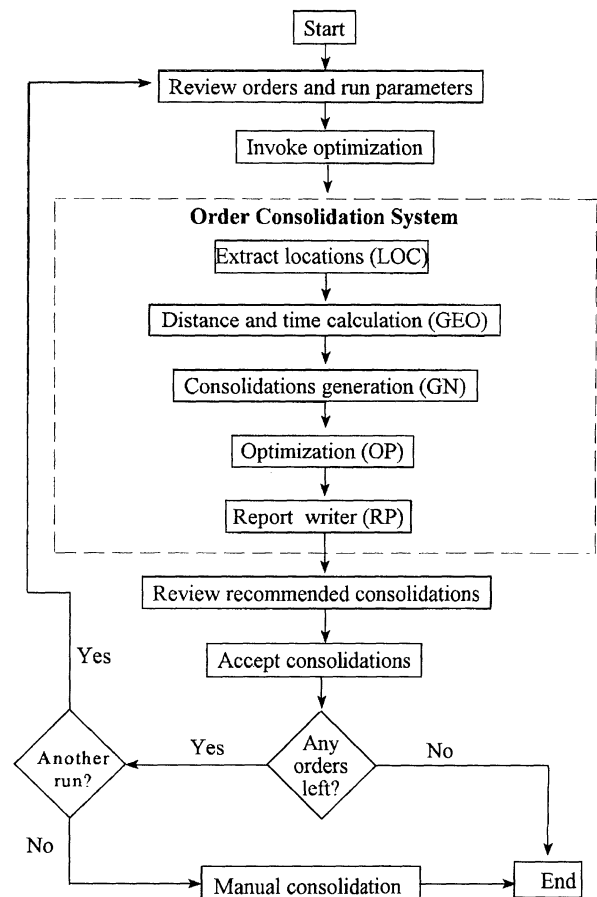 Start
Review orders and run parameters
Invoke optimization
Order Consolidation System
Extract locations (LOC)
Distance and time calculation (GEO)
Consolidations generation (GN)
Optimization (OP)
Report writer (RP)
Review recommended consolidations
Yes
Accept consolidations
Another
run?
Yes
Any
orders
left?
No
No
Manual consolidation
End